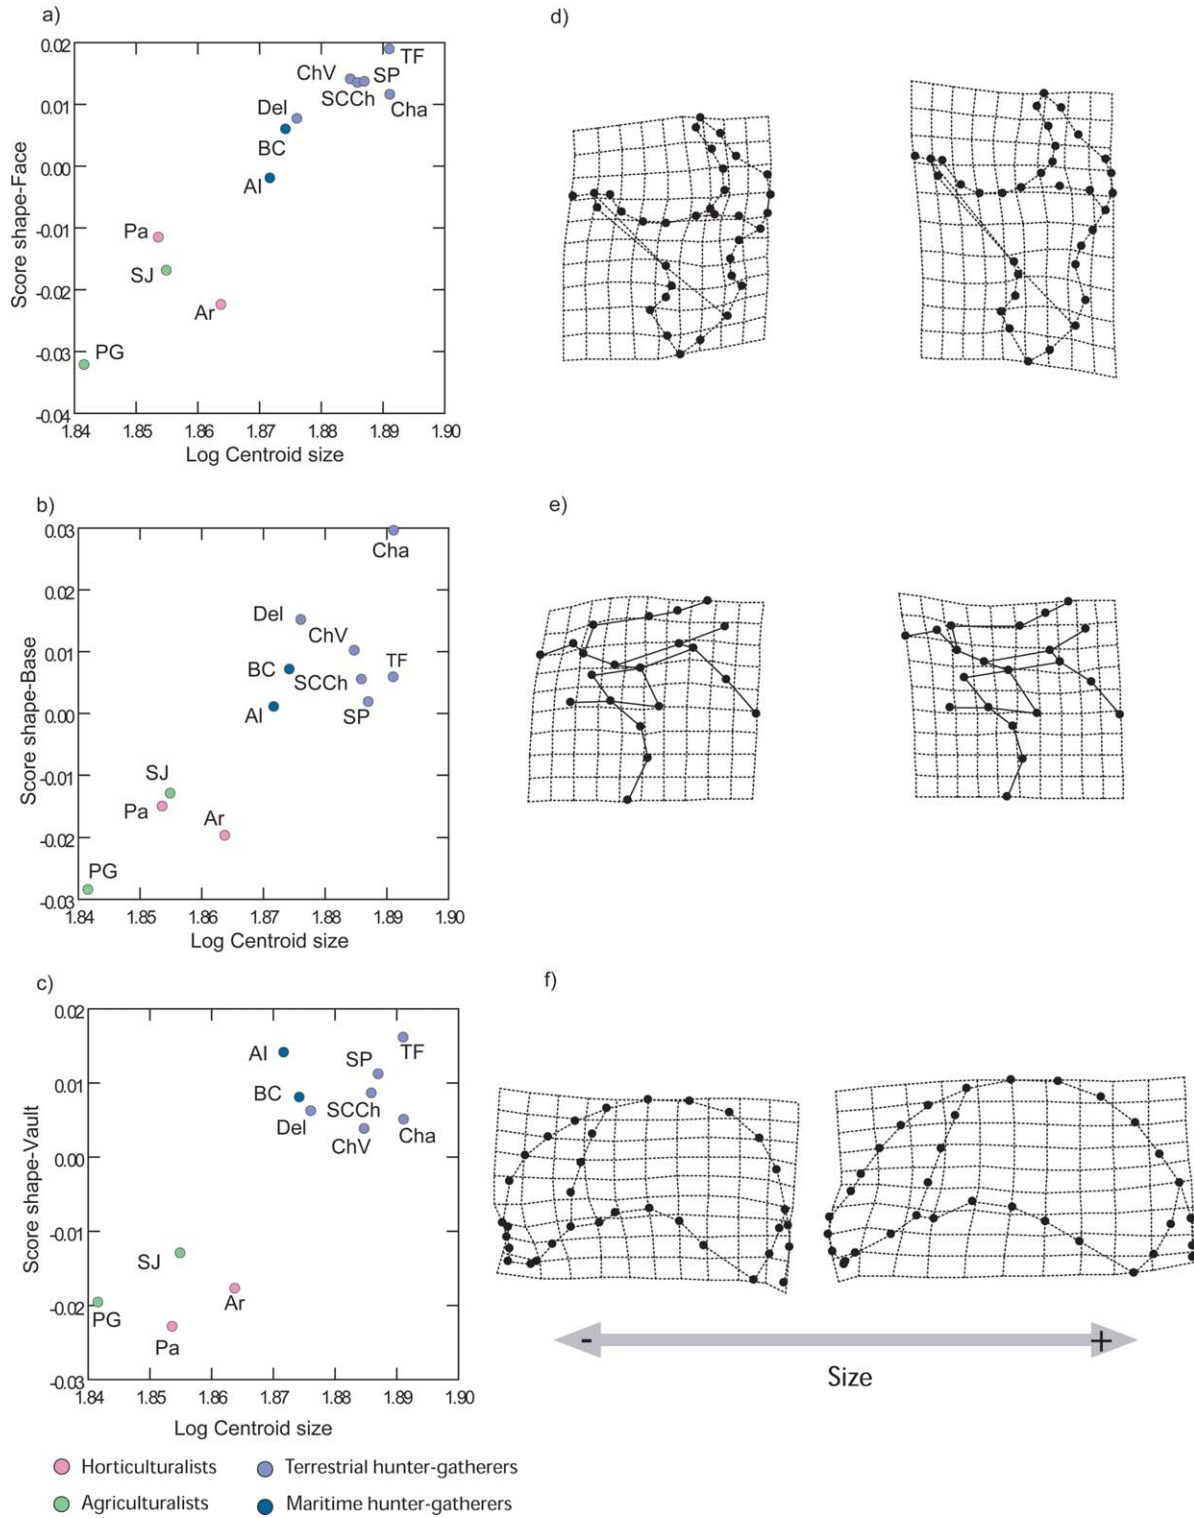 a)
0.02
0.01
0.00
-0.01
-0.02
-0.03
-0.04
Score shape-Face
TF
ChV
SP
SCCh
Cha
Del
BC
AI
Pa
SJ
Ar
PG
1.84 1.85 1.86 1.87 1.88 1.89 1.90
Log Centroid size
d)
b)
0.03
0.02
0.01
0.00
-0.01
-0.02
-0.03
Score shape-Base
Cha
Del
ChV
BC
TF
SCCh
AI
SP
SJ
Pa
Ar
PG
1.84 1.85 1.86 1.87 1.88 1.89 1.90
Log Centroid size
e)
c)
0.02
0.01
0.00
-0.01
-0.02
-0.03
Score shape-Vault
AI
SP
TF
BC
SCCh
Del
ChV
Cha
SJ
Ar
PG
Pa
1.84 1.85 1.86 1.87 1.88 1.89 1.90
Log Centroid size
f)
- +
Size
Horticulturalists
Terrestrial hunter-gatherers
Agriculturalists
Maritime hunter-gatherers